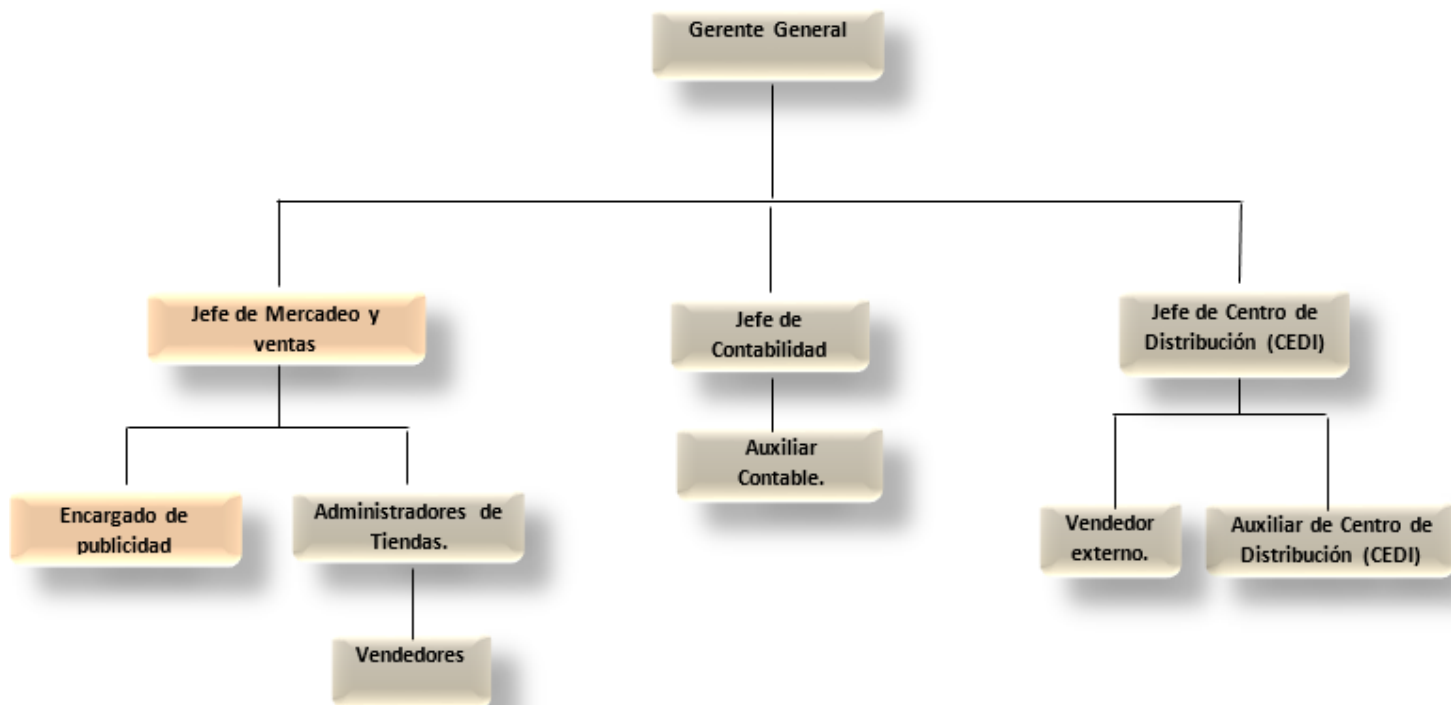 Gerente General
Jefe de Mercadeo y
ventas
Jefe de
Contabilidad
Jefe de Centro de
Distribución (CEDI)
Auxiliar
Contable.
Encargado de
publicidad
Administradores de
Tiendas.
Vendedor
externo.
Auxiliar de Centro de
Distribución (CEDI)
Vendedores